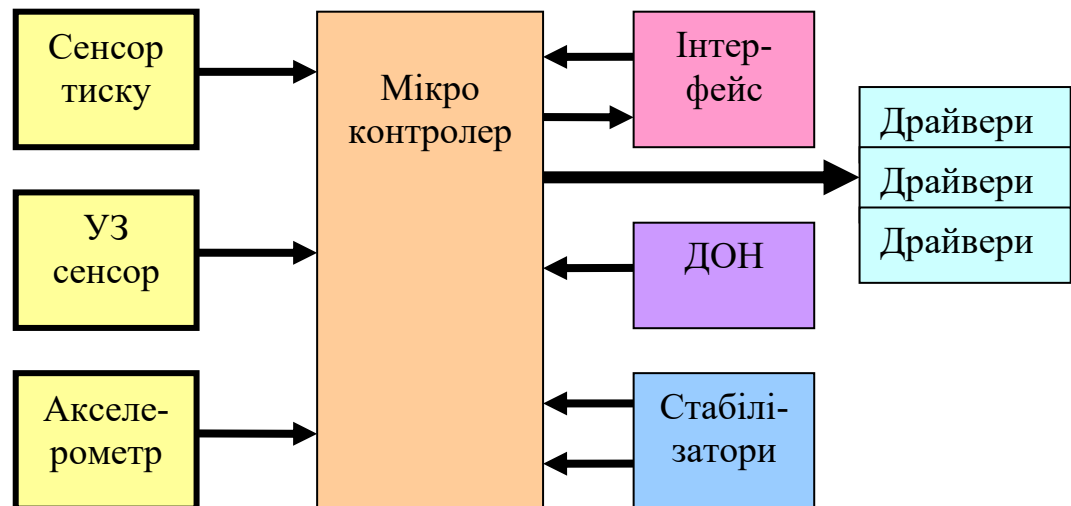 Сенсор
тиску
УЗ
сенсор
Акселе-
рометр
Мікро
контролер
Інтер-
фейс
ДОН
Стабілі-
затори
Драйвери
Драйвери
Драйвери